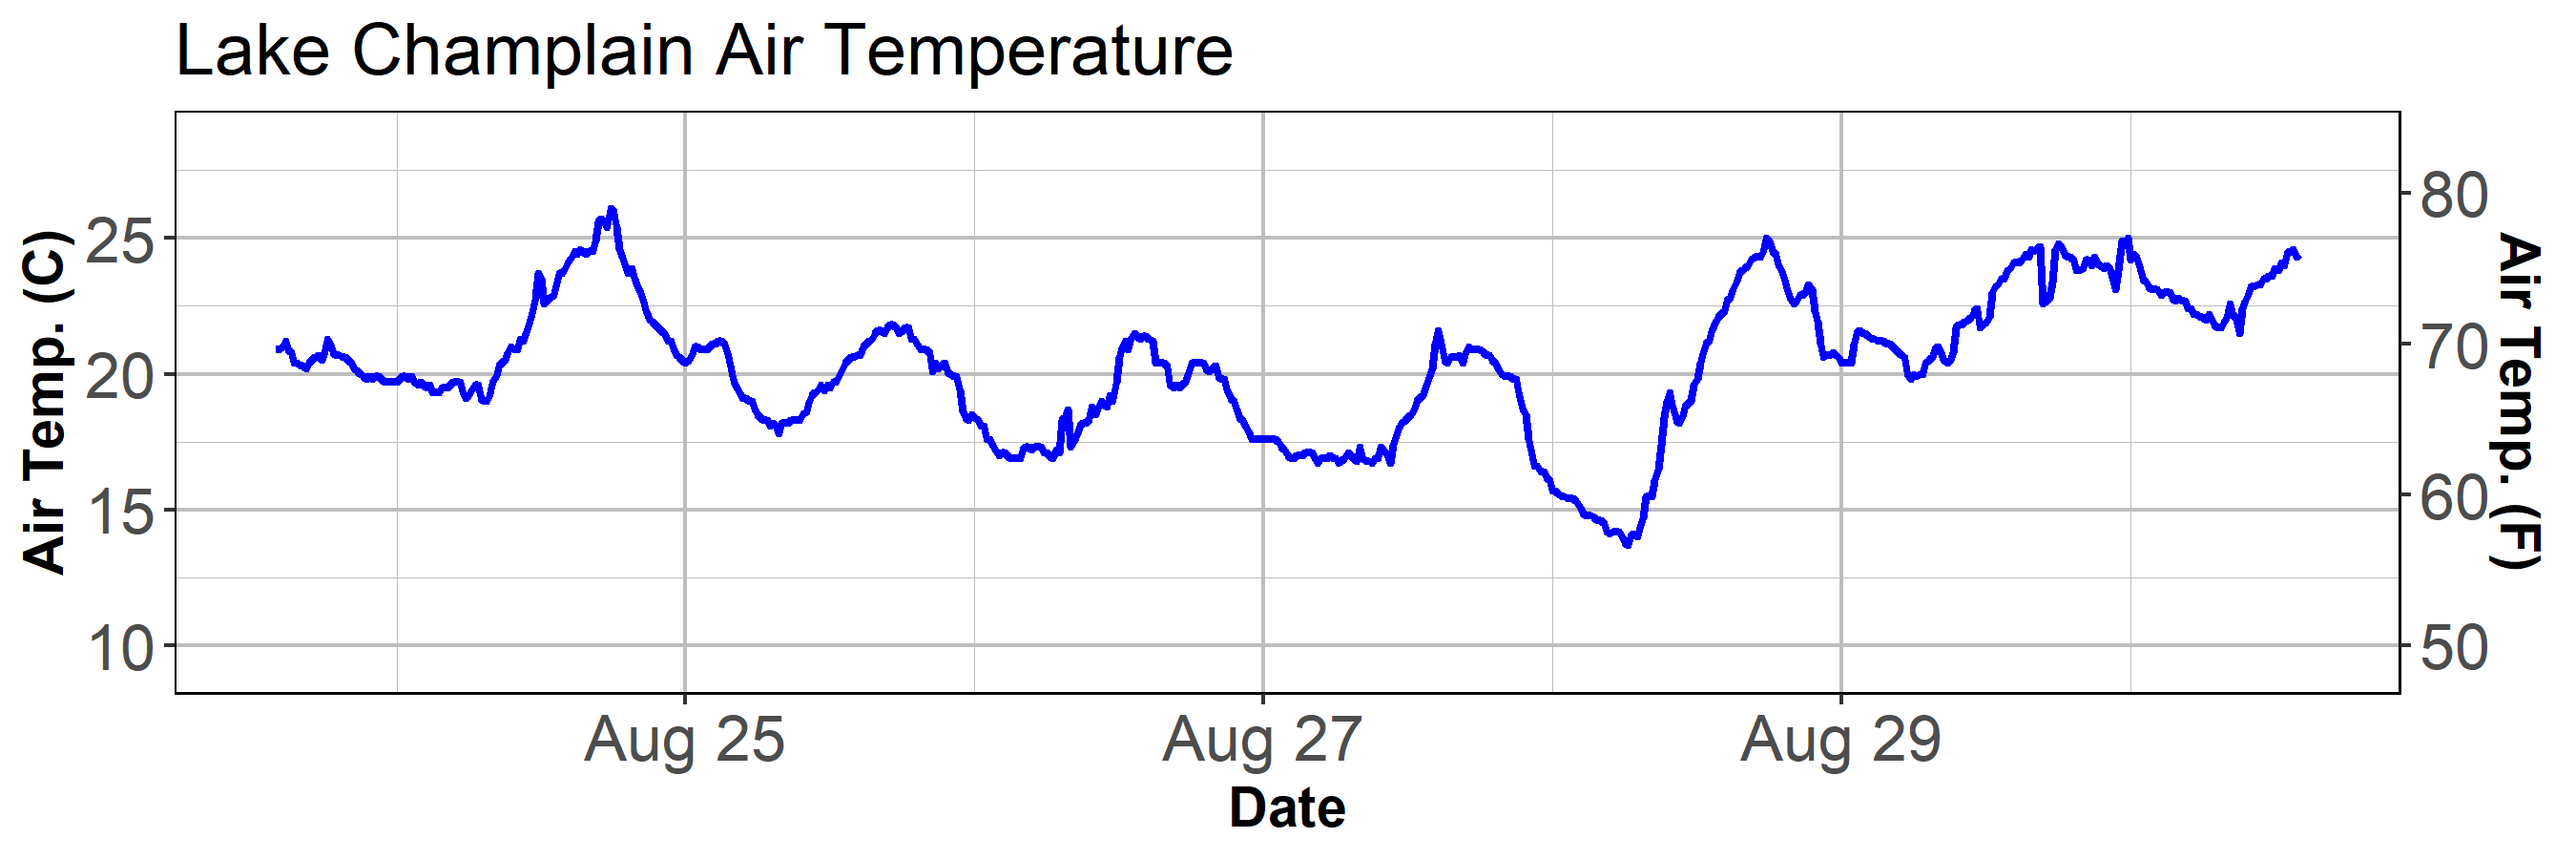 Lake Champlain Air Temperature
Air Temp. (C)
25
20
15
10
80
70
60
50
Air Temp. (F)
Aug 25
Aug 27
Aug 29
Date